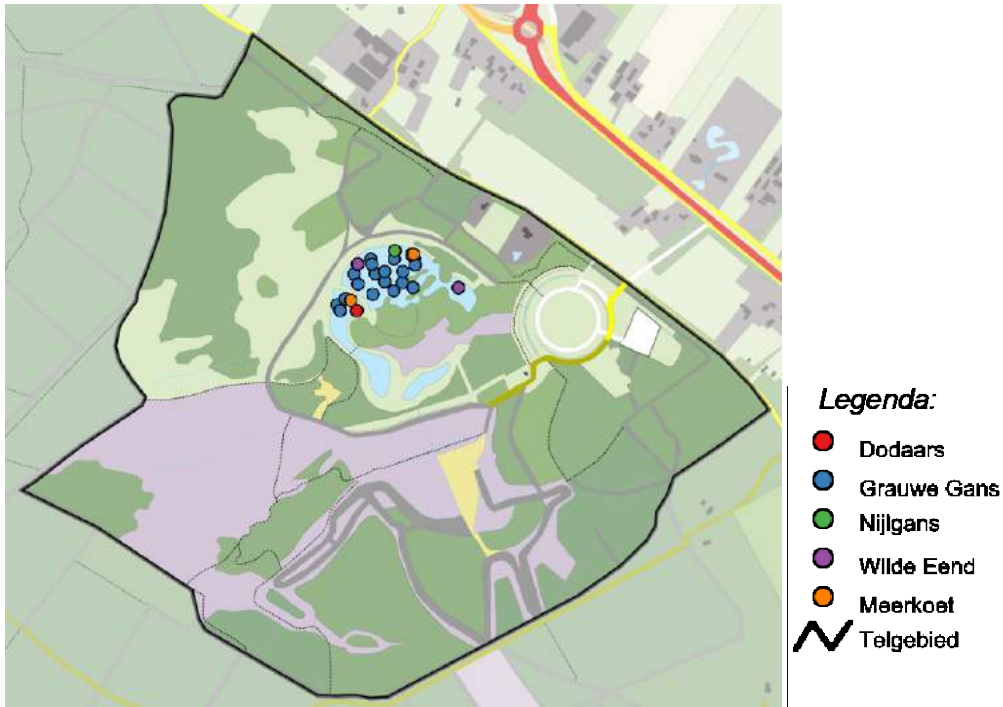 Legenda:
Dodaars
Grauwe Gans
Nijlgans
Wilde Eend
Meerkoet
Telgebied